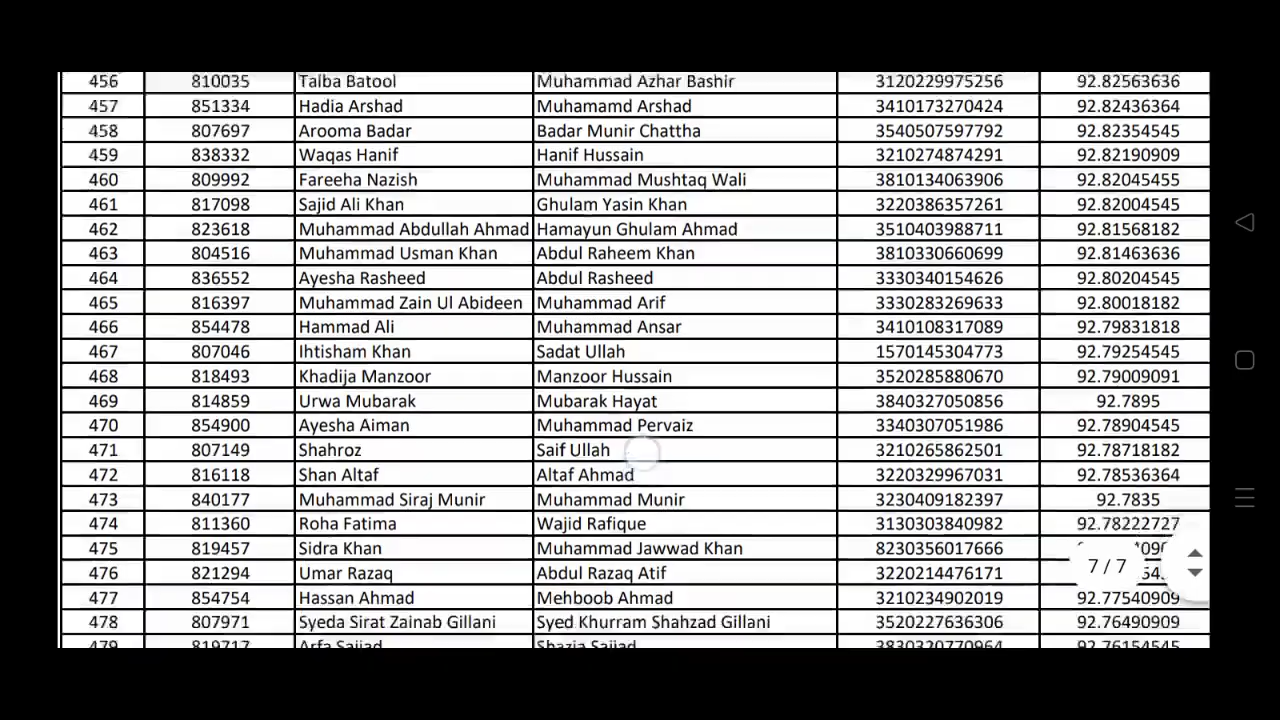 456 810035 Talba Batool Muhammad Azhar Bashir 3120229975256 92.82563636
457 851334 Hadia Arshad Muhamamd Arshad 3410173270424 92.82436364
458 807697 Arooma Badar Badar Munir Chattha 3540507597792 92.82354545
459 838332 Waqas Hanif Hanif Hussain 3210274874291 92.82190909
460 809992 Fareeha Nazish Muhammad Mushtaq Wali 3810134063906 92.82045455
461 817098 Sajid Ali Khan Ghulam Yasin Khan 3220386357261 92.82004545
462 823618 Muhammad Abdullah Ahmad Hamayun Ghulam Ahmad 3510403988711 92.81568182
463 804516 Muhammad Usman Khan Abdul Raheem Khan 3810330660699 92.81463636
464 836552 Ayesha Rasheed Abdul Rasheed 3330340154626 92.80204545
465 816397 Muhammad Zain Ul Abideen Muhammad Arif 3330283269633 92.80018182
466 854478 Hammad Ali Muhammad Ansar 3410108317089 92.79831818
467 807046 Ihtisham Khan Sadat Ullah 1570145304773 92.79254545
468 818493 Khadija Manzoor Manzoor Hussain 3520285880670 92.79009091
469 814859 Urwa Mubarak Mubarak Hayat 3840327050856 92.7895
470 854900 Ayesha Aiman Muhammad Pervaiz 3340307051986 92.78904545
471 807149 Shahroz Saif Ullah 3210265862501 92.78718182
472 816118 Shan Altaf Altaf Ahmad 3220329967031 92.78536364
473 840177 Muhammad Siraj Munir Muhammad Munir 3230409182397 92.7835
474 811360 Roha Fatima Wajid Rafique 3130303840982 92.78222727
475 819457 Sidra Khan Muhammad Jawwad Khan 8230356017666
476 821294 Umar Razaq Abdul Razaq Atif 3220214476171
7 / 7
477 854754 Hassan Ahmad Mehboob Ahmad 3210234902019 92.77540909
478 807971 Syeda Sirat Zainab Gillani Syed Khurram Shahzad Gillani 3520227636306 92.76490909
479 819717 Arfa Sajjad Shazia Sajjad 3830320770964 92.76154545